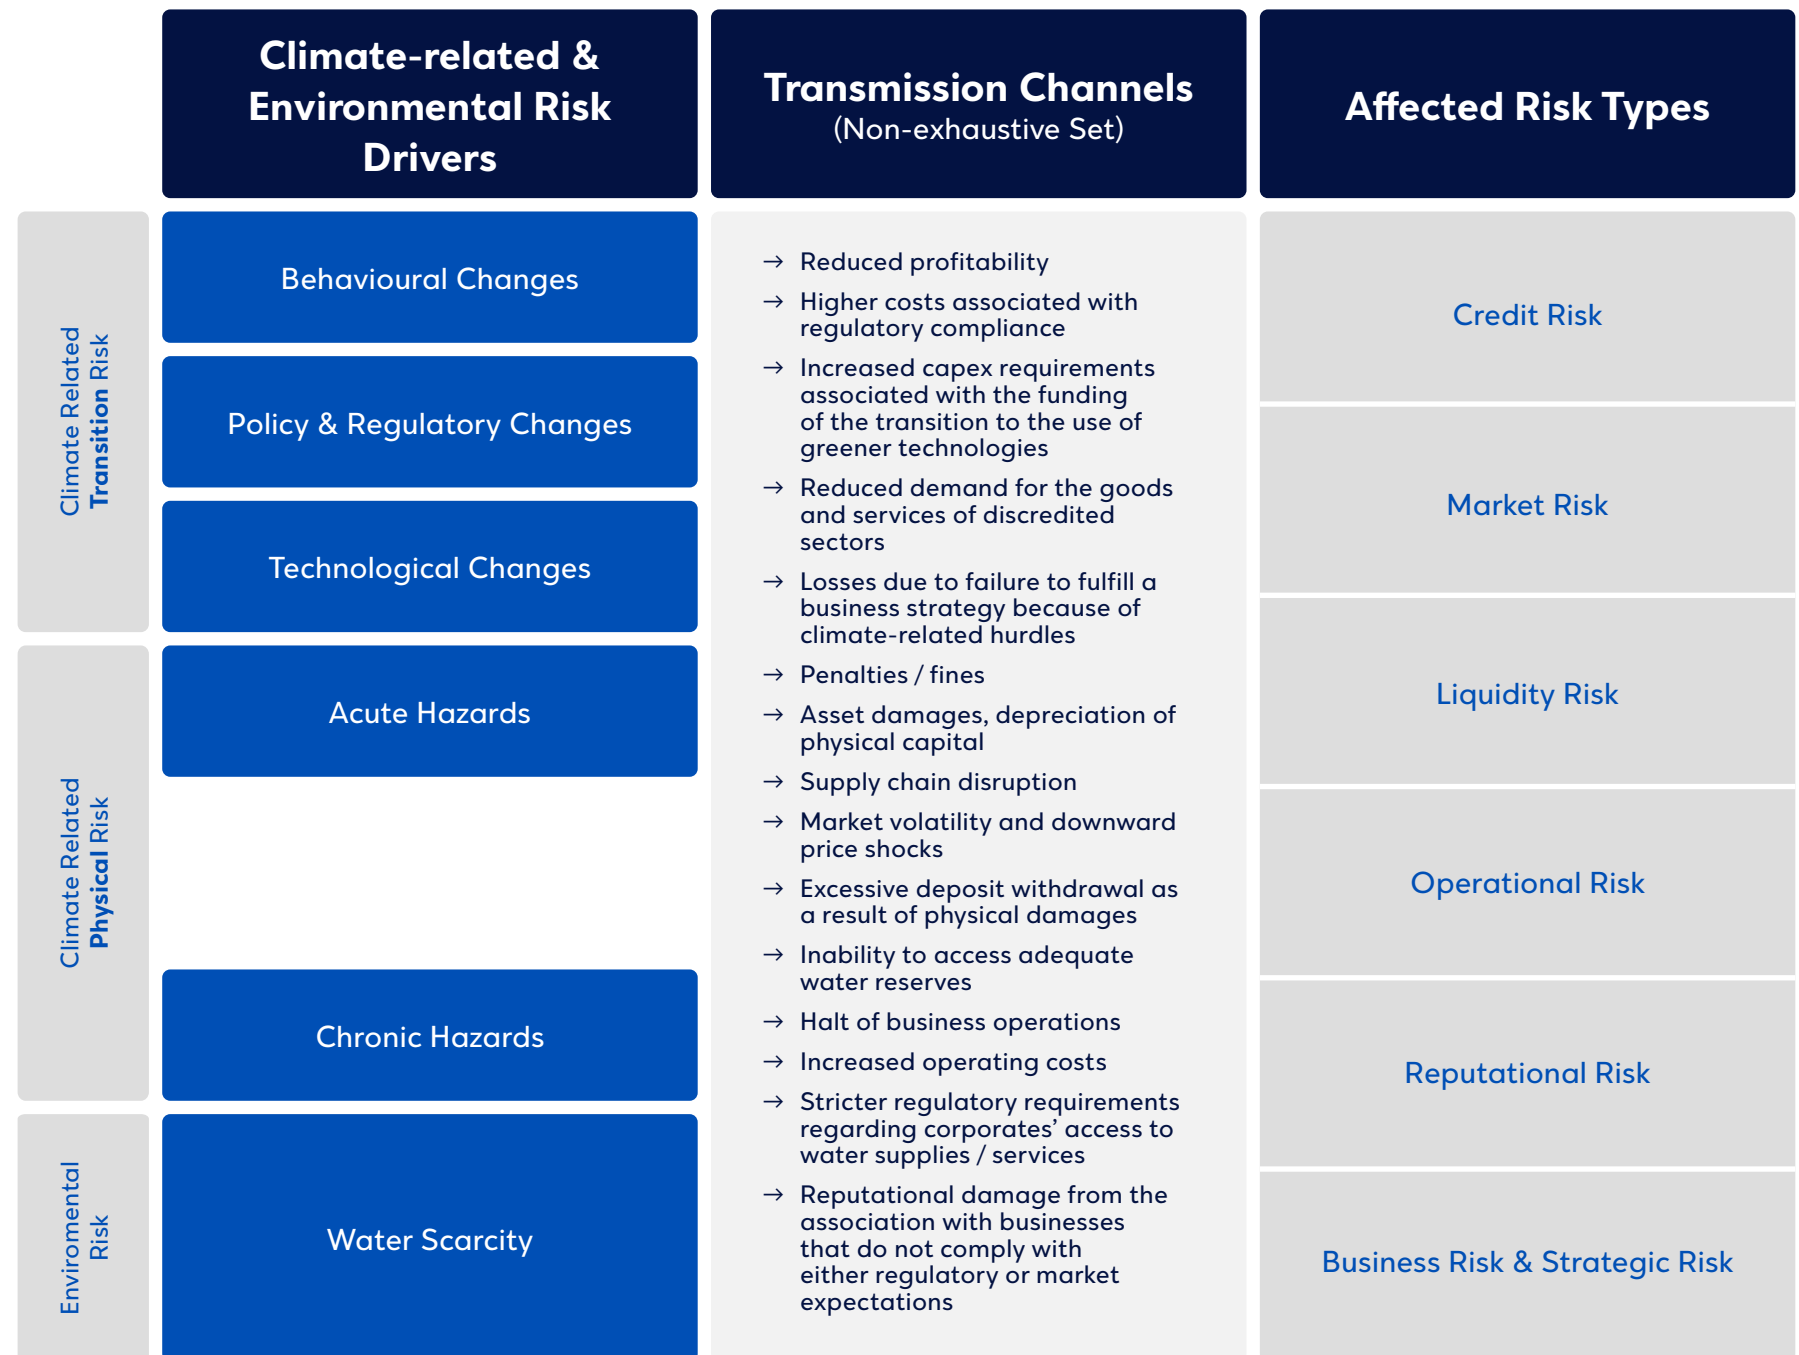 Climate-related &
Environmental Risk
Drivers
Transmission Channels
(Non-exhaustive Set)
Affected Risk Types
Climate Related
Transition Risk
Behavioural Changes
Policy & Regulatory Changes
Technological Changes
Climate Related
Physical Risk
Acute Hazards
Chronic Hazards
Enviromental
Risk
Water Scarcity
→ Reduced profitability
→ Higher costs associated with
regulatory compliance
→ Increased capex requirements
associated with the funding
of the transition to the use of
greener technologies
→ Reduced demand for the goods
and services of discredited
sectors
→ Losses due to failure to fulfill a
business strategy because of
climate-related hurdles
→ Penalties / fines
→ Asset damages, depreciation of
physical capital
→ Supply chain disruption
→ Market volatility and downward
price shocks
→ Excessive deposit withdrawal as
a result of physical damages
→ Inability to access adequate
water reserves
→ Halt of business operations
→ Increased operating costs
→ Stricter regulatory requirements
regarding corporates’ access to
water supplies / services
→ Reputational damage from the
association with businesses
that do not comply with
either regulatory or market
expectations
Credit Risk
Market Risk
Liquidity Risk
Operational Risk
Reputational Risk
Business Risk & Strategic Risk